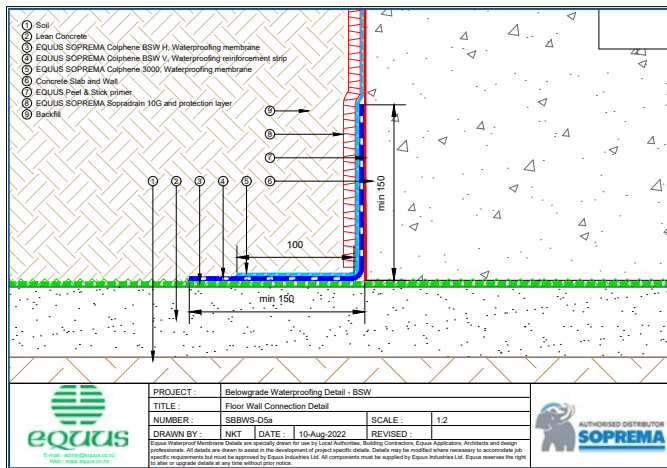 ① Soil
② Lean Concrete
③ EQUUS SOPREMA Colphene BSW H, Waterproofing membrane
④ EQUUS SOPREMA Colphene BSW V, Waterproofing reinforcement strip
⑤ EQUUS SOPREMA Colphene 3000, Waterproofing membrane
⑥ Concrete Slab and Wall
⑦ EQUUS Peel & Stick primer
⑧ EQUUS SOPREMA Sopradrain 10G and protection layer
⑨ Backfill
⑨
⑧
⑦
① ② ③ ④ ⑤ ⑥
min 150
100
min 150
equus
E-mail : admin@equus.co.nz
Web : www.equus.co.nz
PROJECT : Belowgrade Waterproofing Detail - BSW
TITLE : Floor Wall Connection Detail
NUMBER : SBBWS-D5a SCALE : 1:2
DRAWN BY : NKT DATE : 10-Aug-2022 REVISED :
Equus Waterproof Membrane Details are specially drawn for use by Local Authorities, Building Contractors, Equus Applicators, Architects and design
professionals. All details are drawn to assist in the development of project specific details. Details may be modified where necessary to accomodate job
specific requirements but must be approved by Equus Industries Ltd. All components must be supplied by Equus Industries Ltd. Equus reserves the right
to alter or upgrade details at any time without prior notice.
AUTHORISED DISTRIBUTOR
SOPREMA